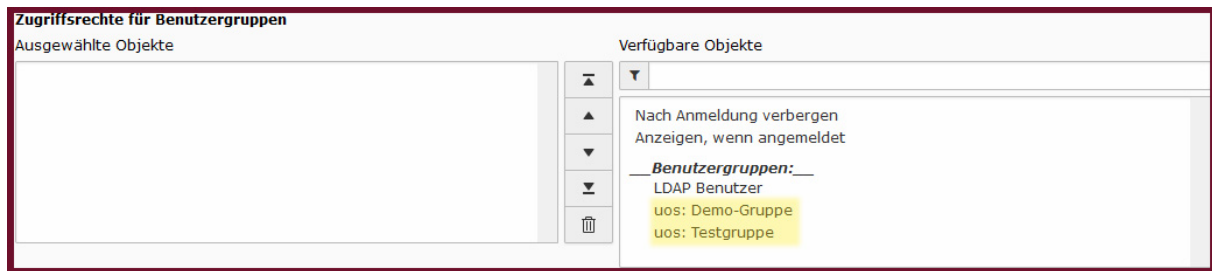 Zugriffsrechte für Benutzergruppen
Ausgewählte Objekte
Verfügbare Objekte
Nach Anmeldung verbergen
Anzeigen, wenn angemeldet
__Benutzergruppen:__
LDAP Benutzer
uos: Demo-Gruppe
uos: Testgruppe